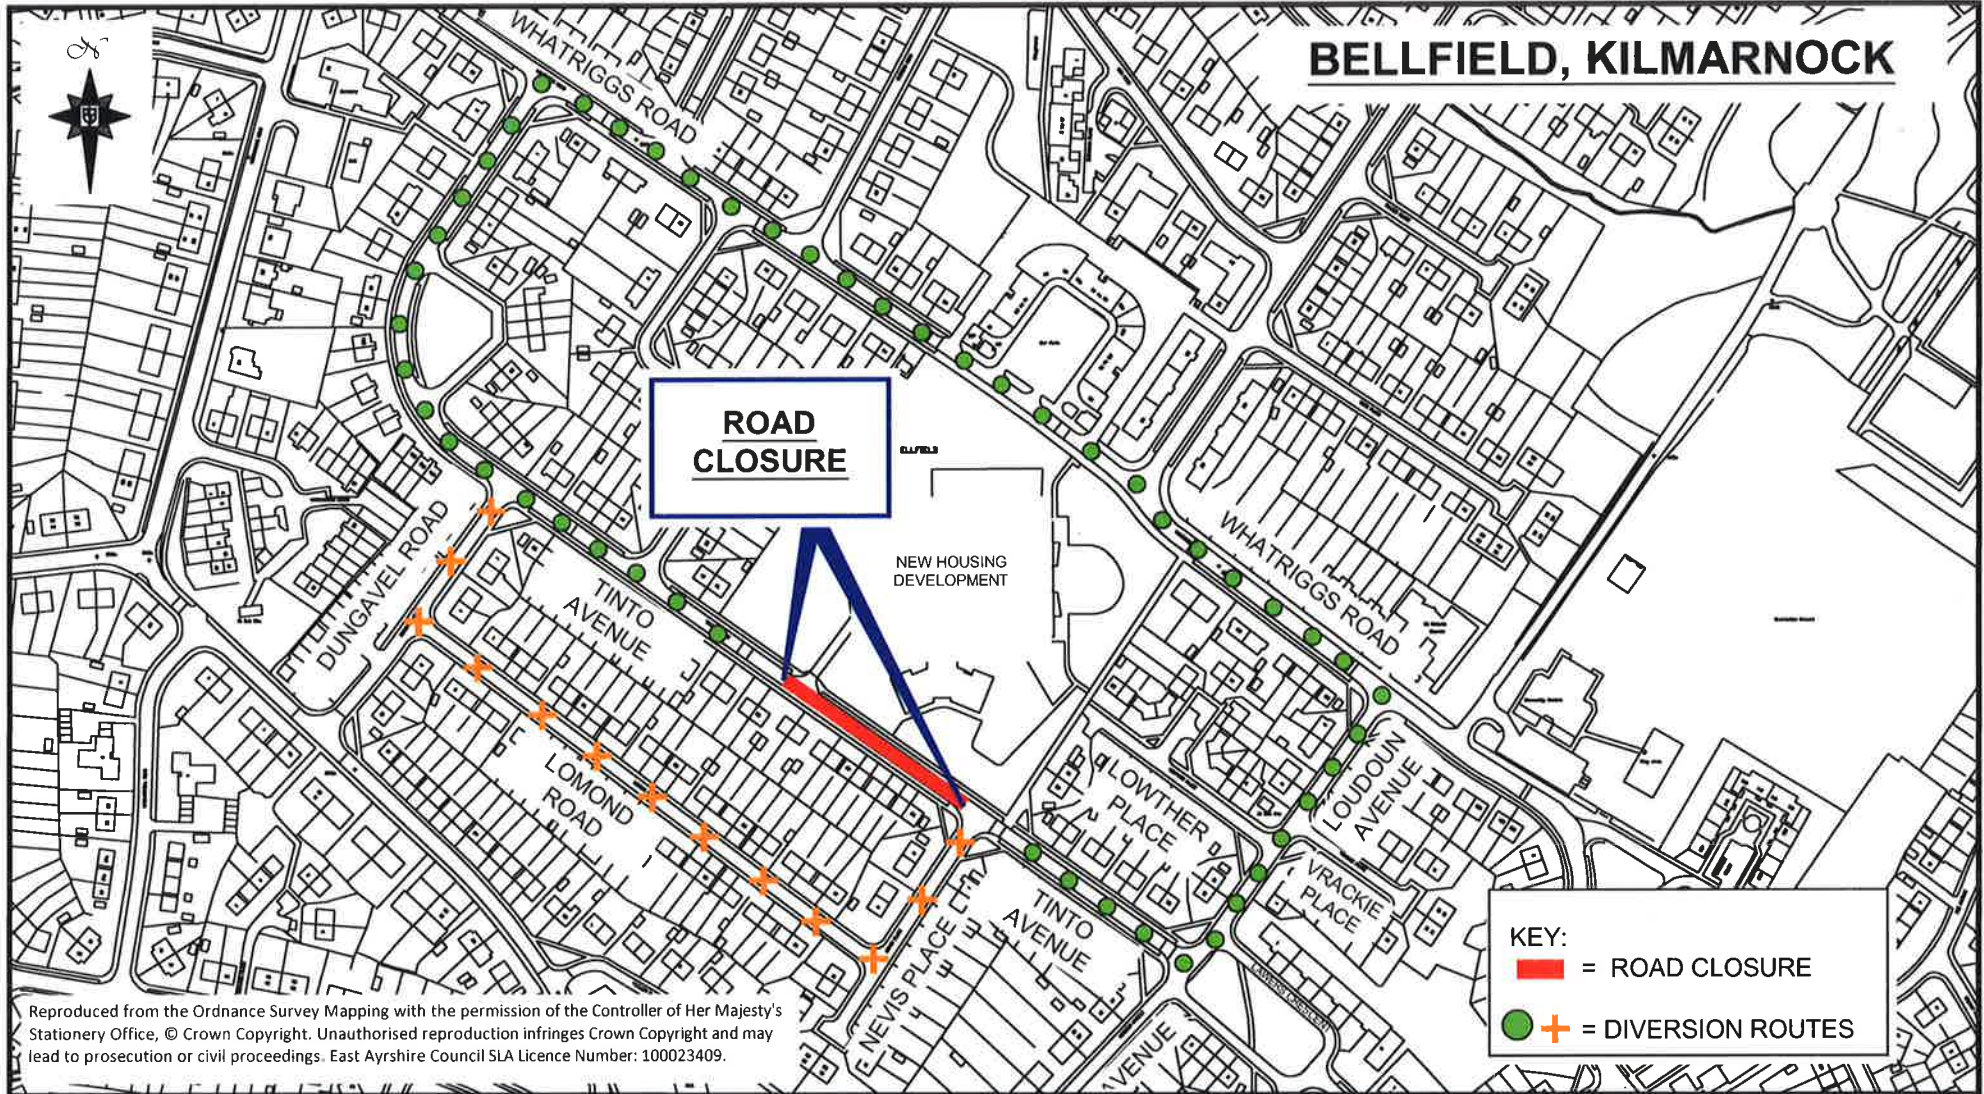 N
BELLFIELD, KILMARNOCK
WHATRIGGS ROAD
ROAD
CLOSURE
NEW HOUSING
DEVELOPMENT
WHATRIGGS ROAD
DUNGAVEL ROAD
TINTO
AVENUE
LOMOND
ROAD
LOWTHER
PLACE
LOUDOUN
AVENUE
VRACKIE
PLACE
TINTO
AVENUE
NEVIS PLACE
LAWERS CRESCENT
AVENUE
KEY:
= ROAD CLOSURE
= DIVERSION ROUTES
Reproduced from the Ordnance Survey Mapping with the permission of the Controller of Her Majesty's
Stationery Office, © Crown Copyright. Unauthorised reproduction infringes Crown Copyright and may
lead to prosecution or civil proceedings. East Ayrshire Council SLA Licence Number: 100023409.